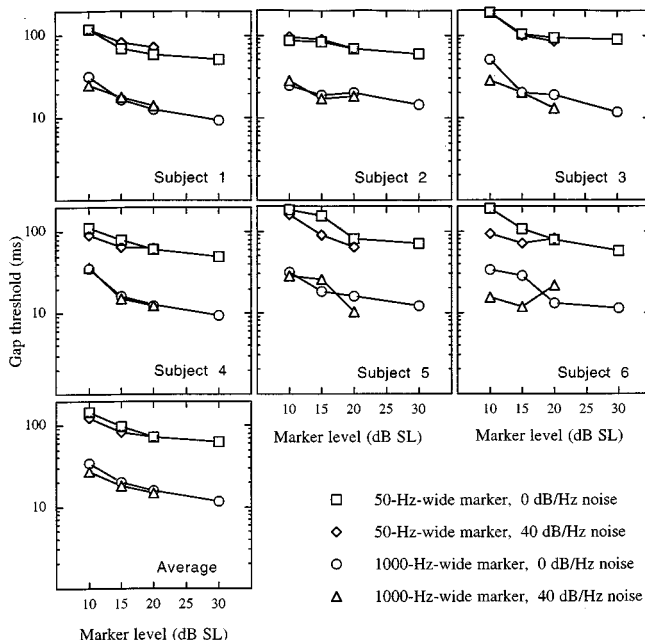 100
10
Subject 1
Subject 2
Subject 3
Gap threshold (ms)
100
10
Subject 4
Subject 5
Subject 6
10 15 20 30
10 15 20 30
Marker level (dB SL)
Marker level (dB SL)
100
10
Average
10 15 20 30
Marker level (dB SL)
50-Hz-wide marker, 0 dB/Hz noise
50-Hz-wide marker, 40 dB/Hz noise
1000-Hz-wide marker, 0 dB/Hz noise
1000-Hz-wide marker, 40 dB/Hz noise